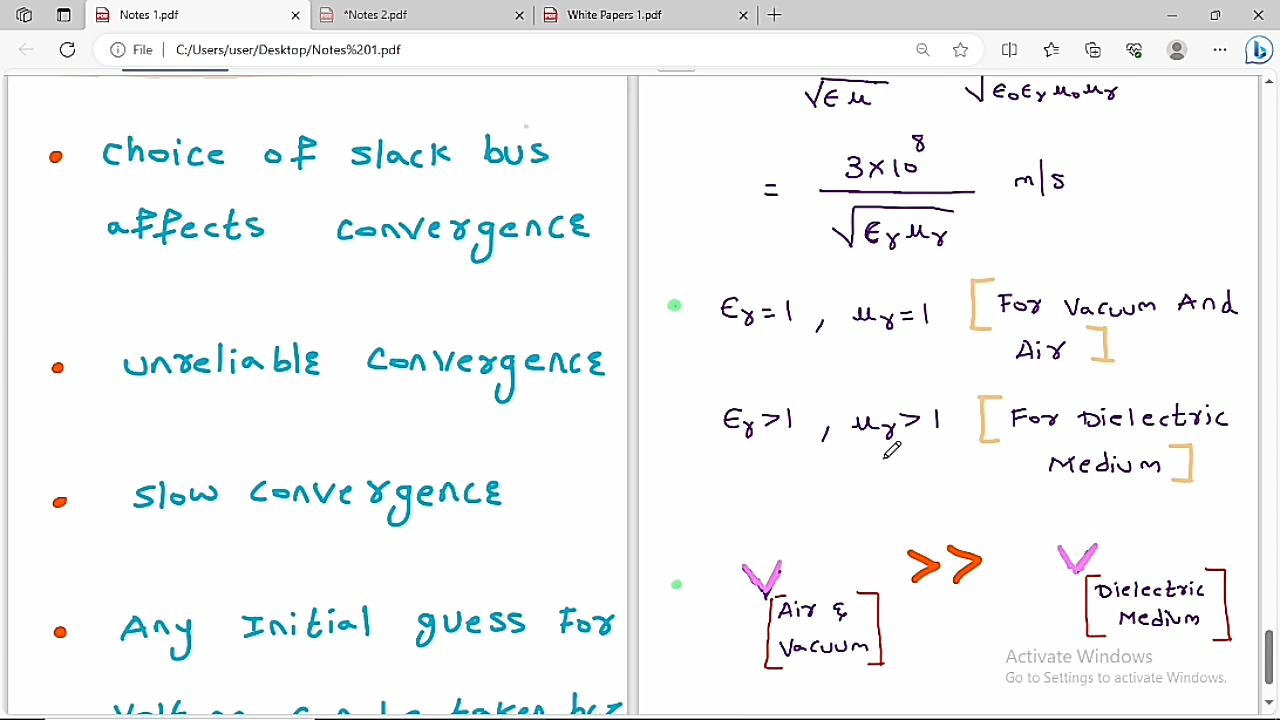 Notes 1.pdf
*Notes 2.pdf
White Papers 1.pdf
File
C:/Users/user/Desktop/Notes%201.pdf
• choice of slack bus
affects convergence
• unreliable convergence
• slow convergence
• Any Initial guess For
√ϵμ √ϵ₀ϵᵣμ₀μᵣ
= 3×10⁸ / √ϵᵣμᵣ m/s
• ϵᵣ=1 , μᵣ=1 [For Vacuum And
Air]
ϵᵣ>1 , μᵣ>1 [For Dielectric
Medium]
• V >> V
[Air & Vacuum] [Dielectric Medium]
Activate Windows
Go to Settings to activate Windows.